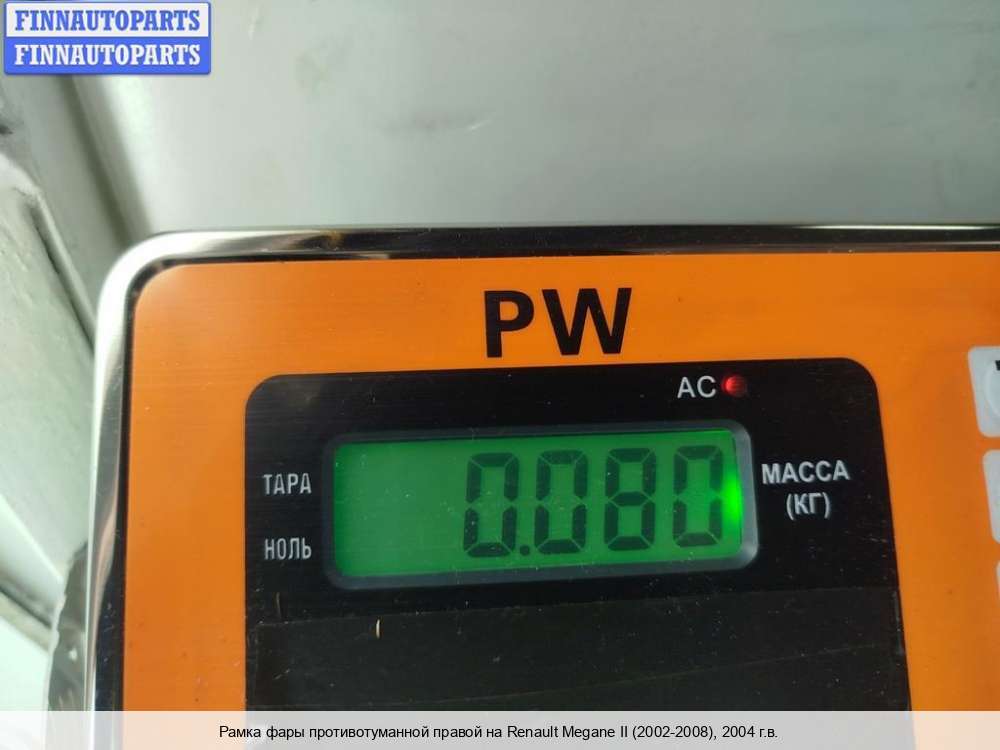 FINNAUTOPARTS
FINNAUTOPARTS
PW
AC
ТАРА
0.080
МАССА
(КГ)
НОЛЬ
Рамка фары противотуманной правой на Renault Megane II (2002-2008), 2004 г.в.